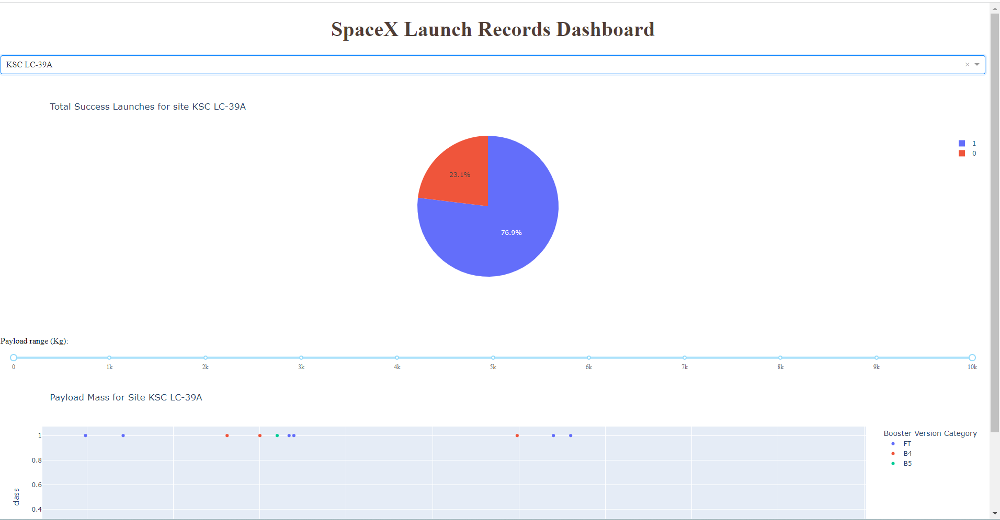 SpaceX Launch Records Dashboard
KSC LC-39A
×
Total Success Launches for site KSC LC-39A
1
0
23.1%
76.9%
Payload range (Kg):
0 1k 2k 3k 4k 5k 6k 7k 8k 9k 10k
Payload Mass for Site KSC LC-39A
Booster Version Category
FT
B4
B5
1
0.8
0.6
0.4
class